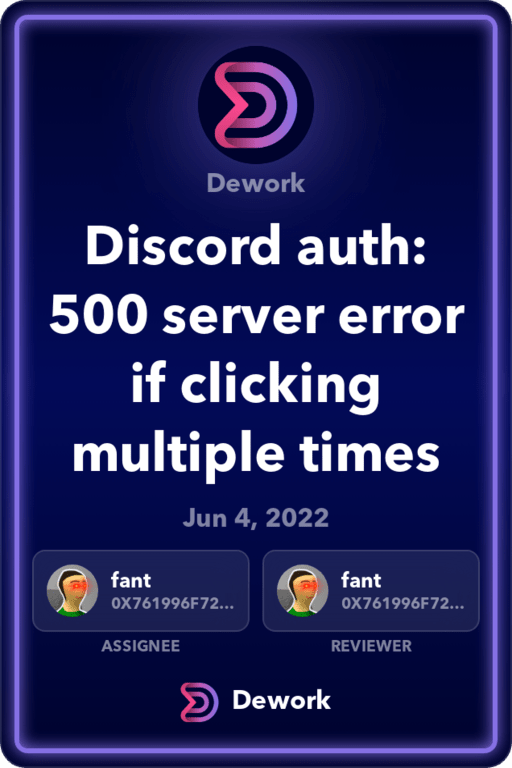 Dework
Discord auth:
500 server error
if clicking
multiple times
Jun 4, 2022
fant
0X761996F72...
ASSIGNEE
fant
0X761996F72...
REVIEWER
Dework